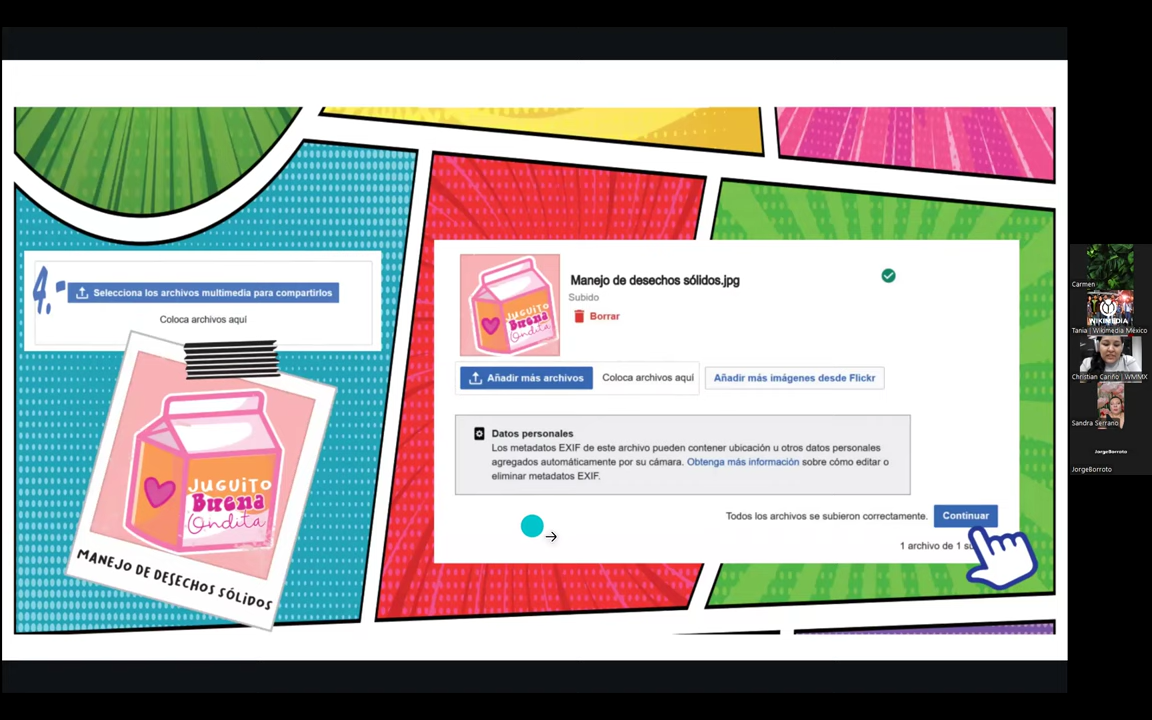 4.-
Selecciona los archivos multimedia para compartirlos
Coloca archivos aquí
JUGUITO
Buena
Ondita
MANEJO DE DESECHOS SÓLIDOS
JUGUITO
Buena
Ondita
Manejo de desechos sólidos.jpg
Subido
Borrar
Añadir más archivos
Coloca archivos aquí
Añadir más imágenes desde Flickr
Datos personales
Los metadatos EXIF de este archivo pueden contener ubicación u otros datos personales
agregados automáticamente por su cámara. Obtenga más información sobre cómo editar o
eliminar metadatos EXIF.
Todos los archivos se subieron correctamente.
Continuar
1 archivo de 1
Carmen
WIKIMEDIA
Tania | Wikimedia México
Christian Cariño | WMMX
Sandra Serrano
JorgeBorroto
JorgeBorroto